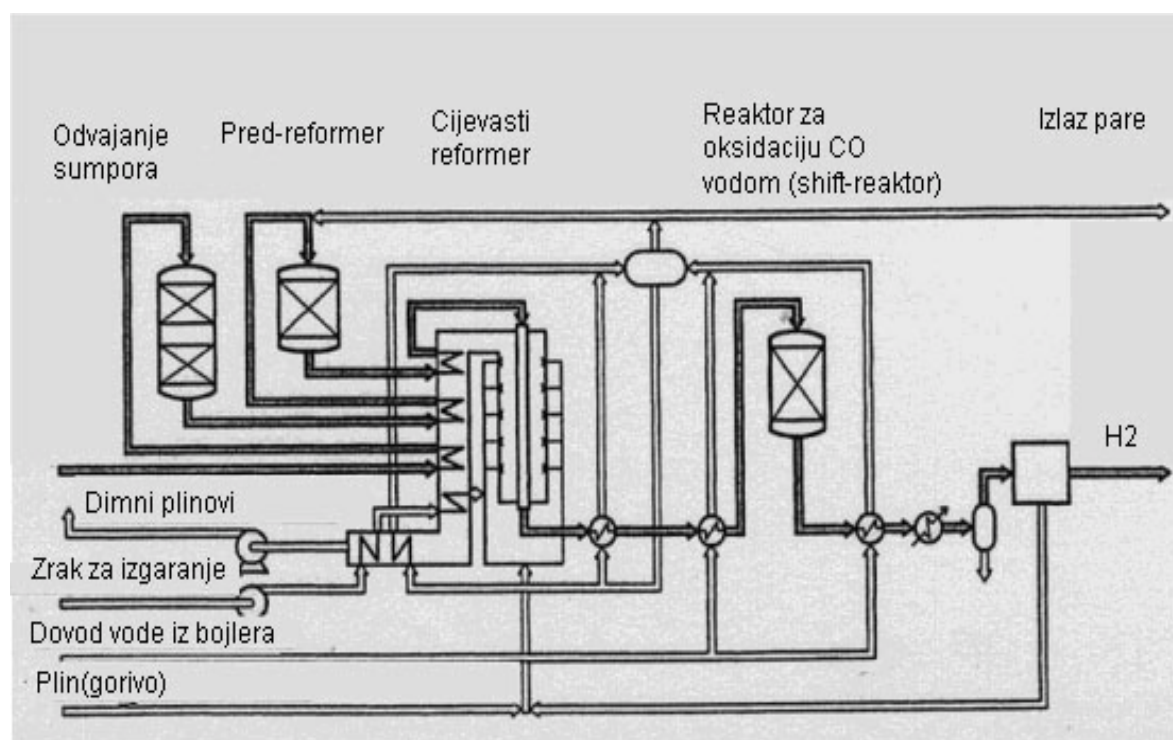 Odvajanje
sumpora
Pred-reformer
Cijevasti
reformer
Reaktor za
oksidaciju CO
vodom (shift-reaktor)
Izlaz pare
H2
Dimni plinovi
Zrak za izgaranje
Dovod vode iz bojlera
Plin(gorivo)